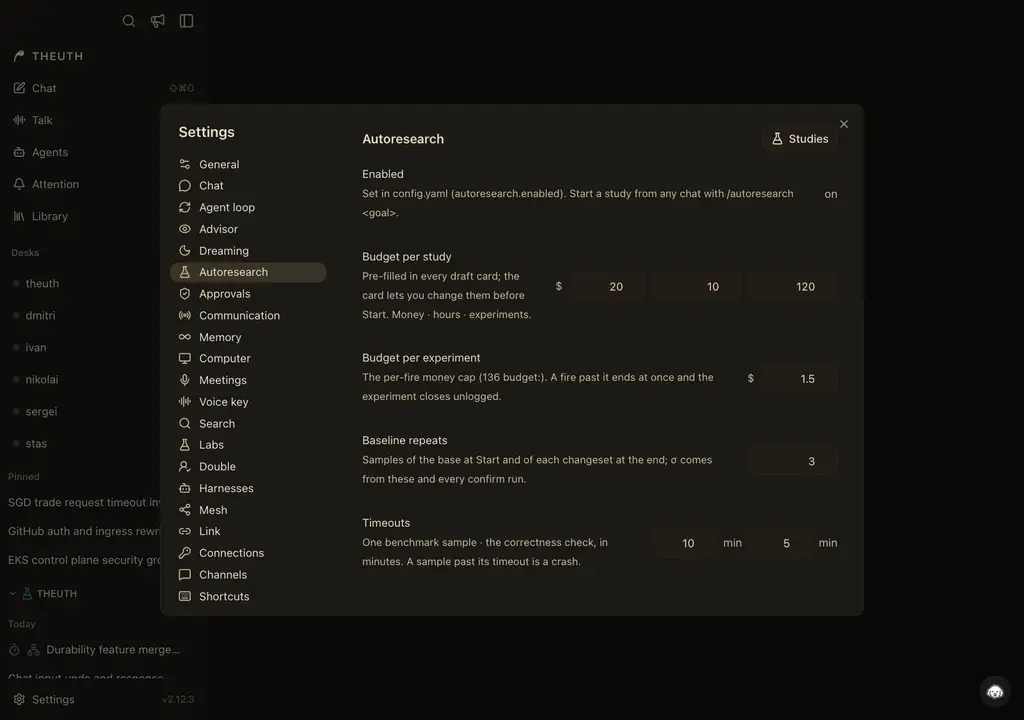 THEUTH
Chat
⇧⌘O
Talk
Agents
Attention
Library
Desks
theuth
dmitri
ivan
nikolai
sergei
stas
Pinned
SGD trade request timeout
GitHub auth and ingress
EKS control plane security
THEUTH
Today
Durability feature merge...
Chat input undo and response
Settings
v2.12.3
Settings
General
Chat
Agent loop
Advisor
Dreaming
Autoresearch
Approvals
Communication
Memory
Computer
Meetings
Voice key
Search
Labs
Double
Harnesses
Mesh
Link
Connections
Channels
Shortcuts
Autoresearch
Studies
Enabled
Set in config.yaml (autoresearch.enabled). Start a study from any chat with /autoresearch
<goal>.
on
Budget per study
Pre-filled in every draft card; the
card lets you change them before
Start. Money · hours · experiments.
$ 20 10 120
Budget per experiment
The per-fire money cap (136 budget:). A fire past it ends at once and the
experiment closes unlogged.
$ 1.5
Baseline repeats
Samples of the base at Start and of each changeset at the end; σ comes
from these and every confirm run.
3
Timeouts
One benchmark sample · the correctness check, in
minutes. A sample past its timeout is a crash.
10 min 5 min